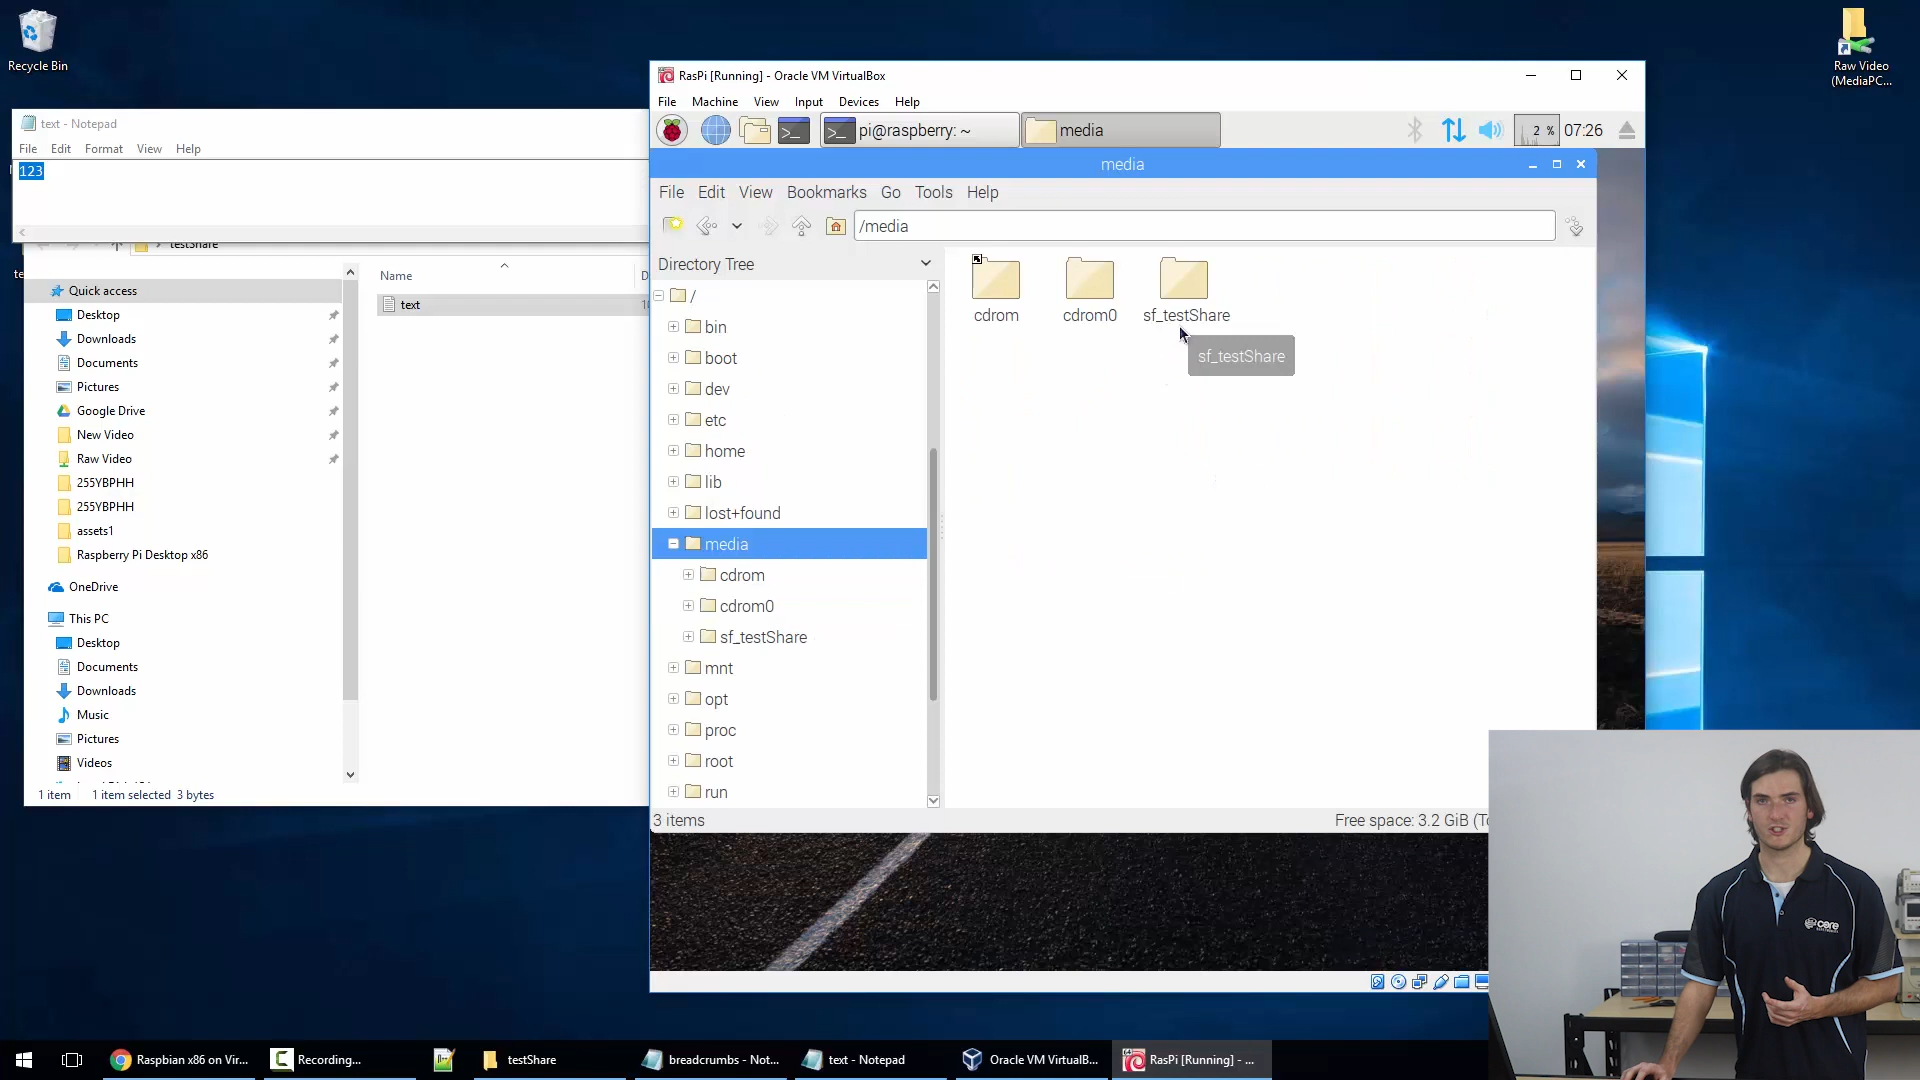 Recycle Bin
Raw Video
(MediaPC...
text - Notepad
File Edit Format View Help
123
testShare
Quick access
Desktop
Downloads
Documents
Pictures
Google Drive
New Video
Raw Video
255YBPHH
255YBPHH
assets1
Raspberry Pi Desktop x86
OneDrive
This PC
Desktop
Documents
Downloads
Music
Pictures
Videos
Name
text
1 item 1 item selected 3 bytes
RasPi [Running] - Oracle VM VirtualBox
File Machine View Input Devices Help
pi@raspberry: ~
media
2 %
07:26
media
File Edit View Bookmarks Go Tools Help
/media
Directory Tree
/
bin
boot
dev
etc
home
lib
lost+found
media
cdrom
cdrom0
sf_testShare
mnt
opt
proc
root
run
cdrom
cdrom0
sf_testShare
sf_testShare
3 items
Free space: 3.2 GiB
core
Raspbian x86 on Vir...
Recording...
testShare
breadcrumbs - Not...
text - Notepad
Oracle VM VirtualB...
RasPi [Running] - ...